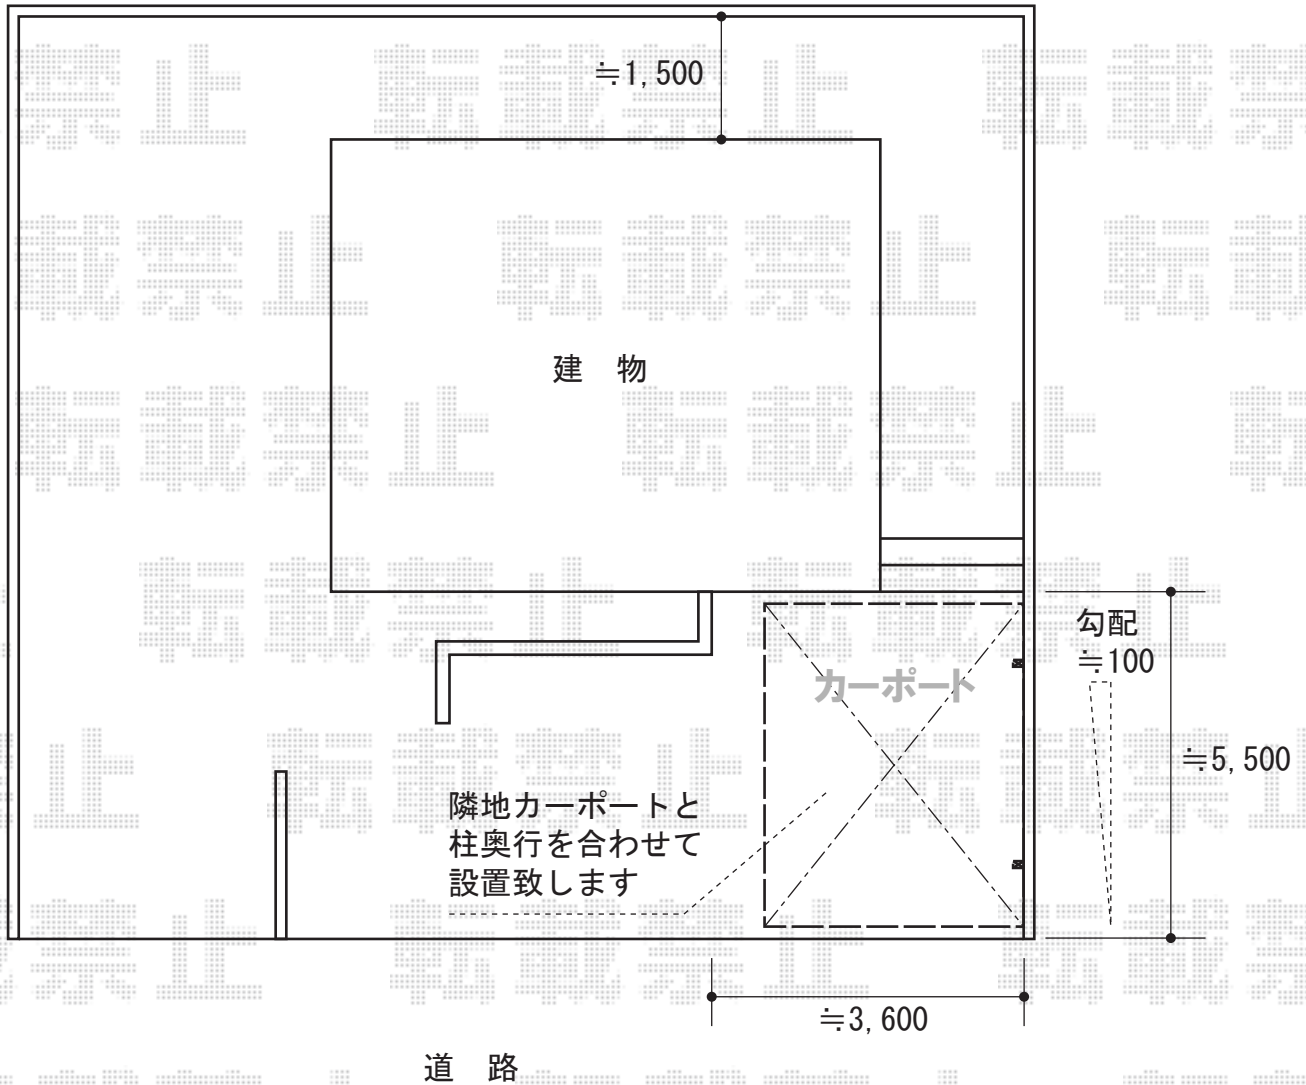 ≒1,500
建 物
勾配
≒100
カーポート
≒5,500
隣地カーポートと
柱奥行を合わせて
設置致します
≒3,600
道 路
転載禁止